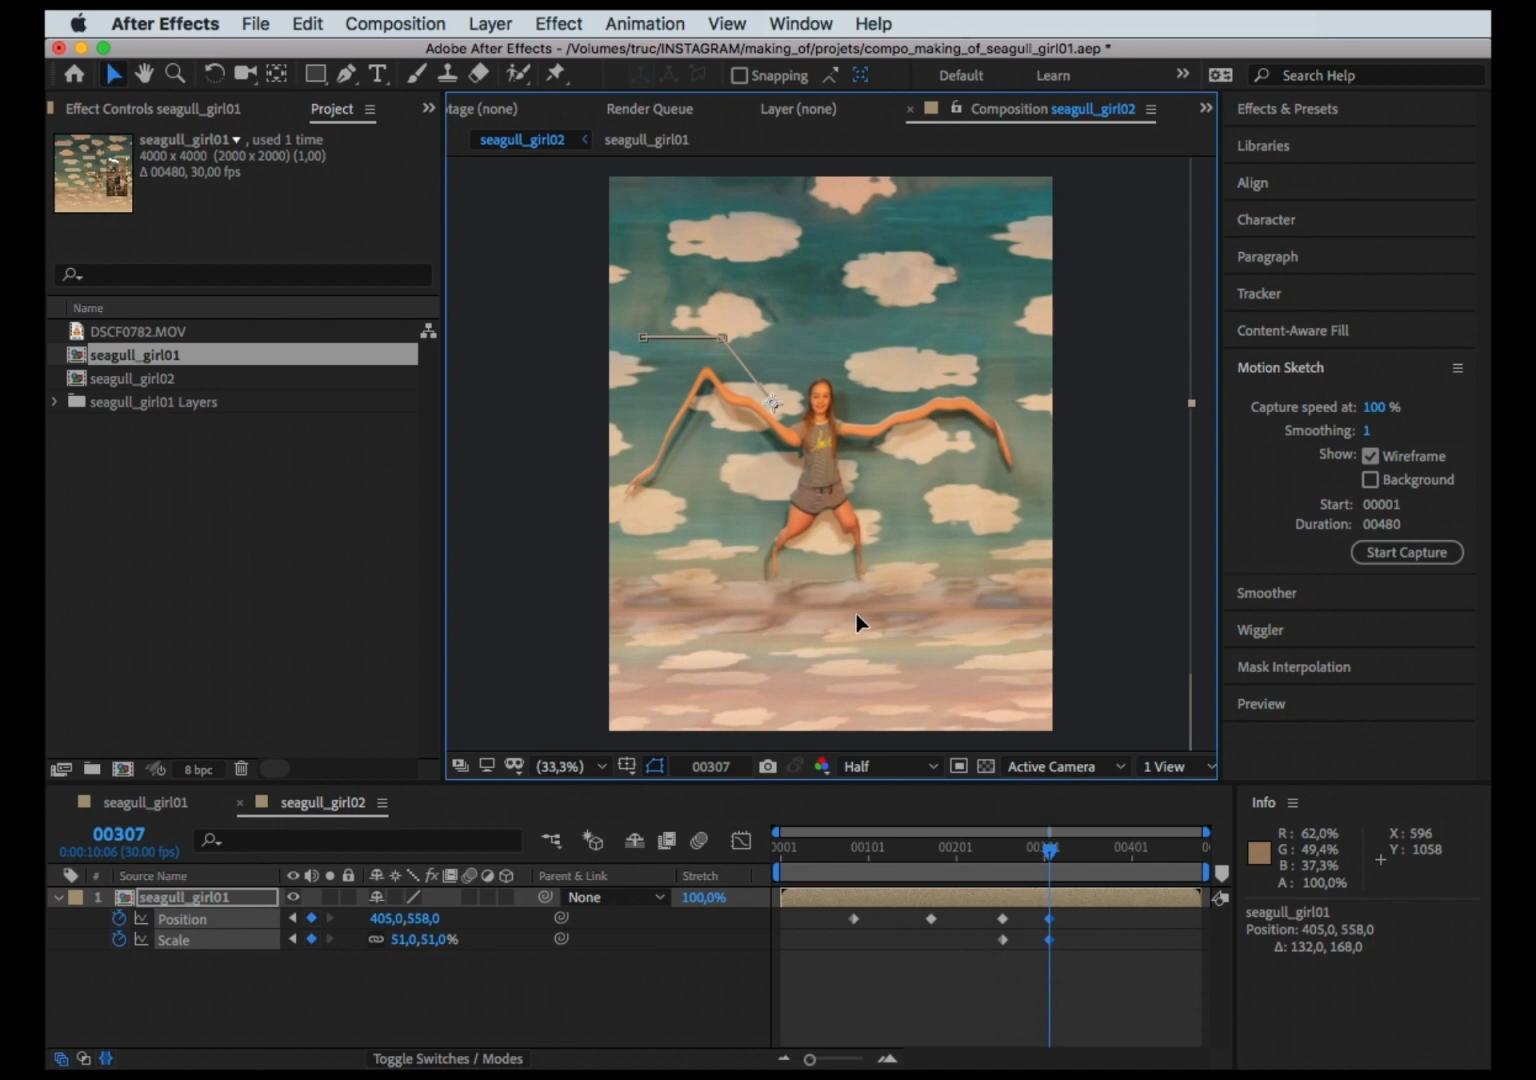 After Effects File Edit Composition Layer Effect Animation View Window Help
Adobe After Effects - /Volumes/truc/INSTAGRAM/making_of/projets/compo_making_of_seagull_girl01.aep *
Snapping Default Learn Search Help
Effect Controls seagull_girl01 Project
tage (none) Render Queue Layer (none) Composition seagull_girl02
seagull_girl02 seagull_girl01
seagull_girl01 , used 1 time
4000 x 4000 (2000 x 2000) (1,00)
Δ 00480, 30,00 fps
Name
DSCF0782.MOV
seagull_girl01
seagull_girl02
seagull_girl01 Layers
8 bpc
(33,3%) 00307 Half Active Camera 1 View
Effects & Presets
Libraries
Align
Character
Paragraph
Tracker
Content-Aware Fill
Motion Sketch
Capture speed at: 100 %
Smoothing: 1
Show: Wireframe
Background
Start: 00001
Duration: 00480
Start Capture
Smoother
Wiggler
Mask Interpolation
Preview
seagull_girl01 seagull_girl02
00307
0:00:10:06 (30.00 fps)
0001 00101 00201 00401
# Source Name Parent & Link Stretch
1 seagull_girl01 None 100,0%
Position 405,0,558,0
Scale 51,0,51,0%
Toggle Switches / Modes
Info
R: 62,0% X: 596
G: 49,4% Y: 1058
B: 37,3%
A: 100,0%
seagull_girl01
Position: 405,0, 558,0
Δ: 132,0, 168,0